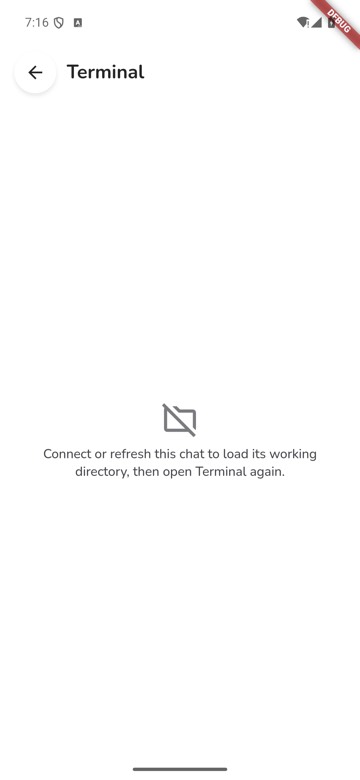 7:16
DEBUG
Terminal
Connect or refresh this chat to load its working
directory, then open Terminal again.